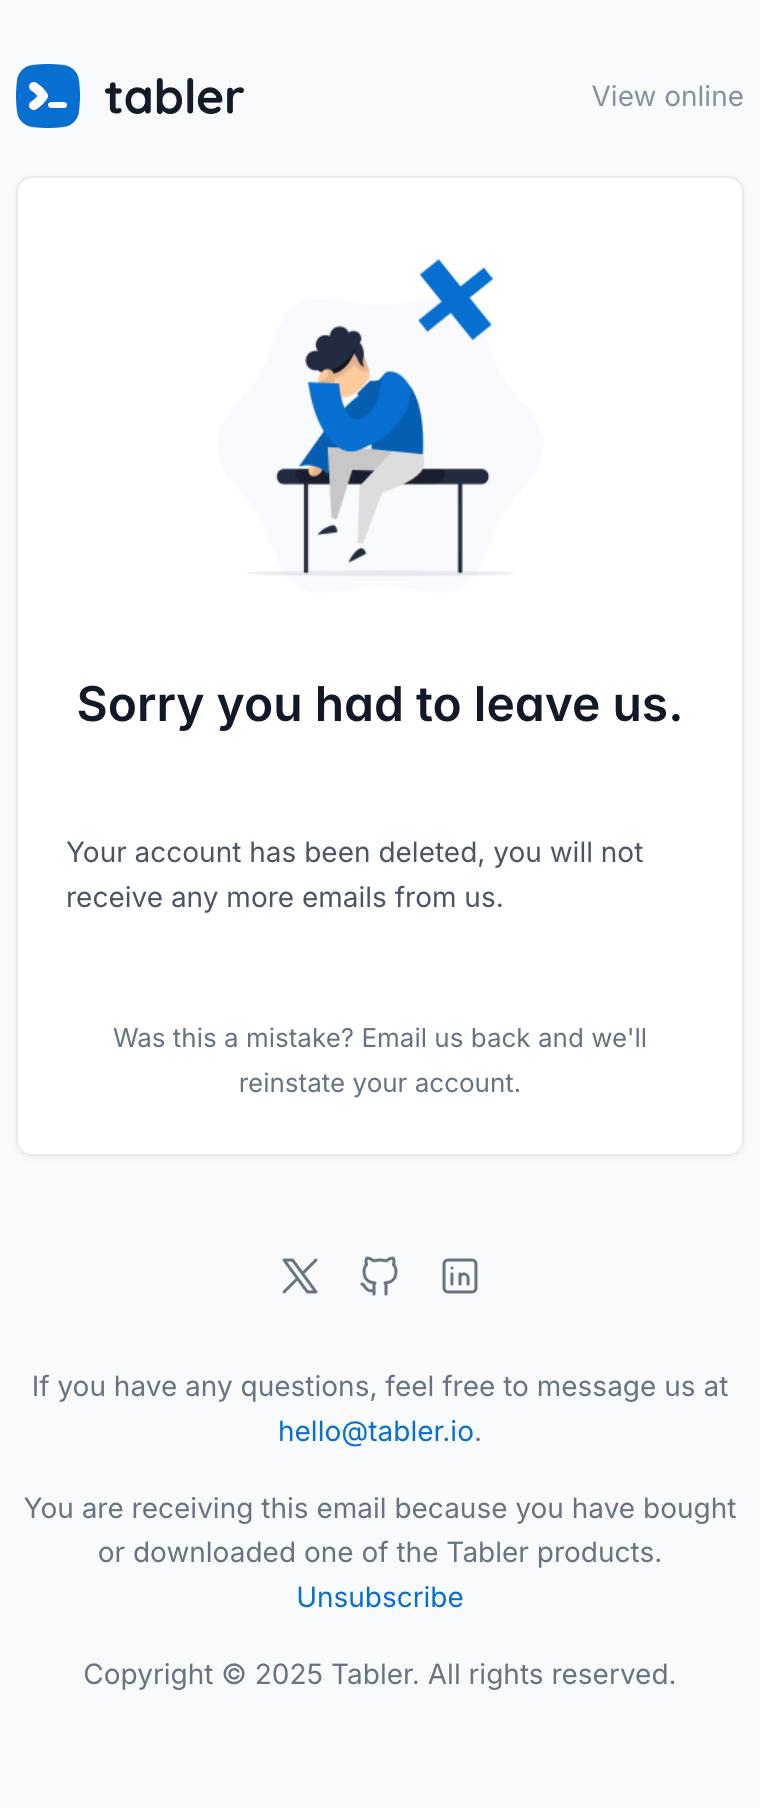 tabler
View online
Sorry you had to leave us.
Your account has been deleted, you will not
receive any more emails from us.
Was this a mistake? Email us back and we'll
reinstate your account.
If you have any questions, feel free to message us at
hello@tabler.io.
You are receiving this email because you have bought
or downloaded one of the Tabler products.
Unsubscribe
Copyright © 2025 Tabler. All rights reserved.